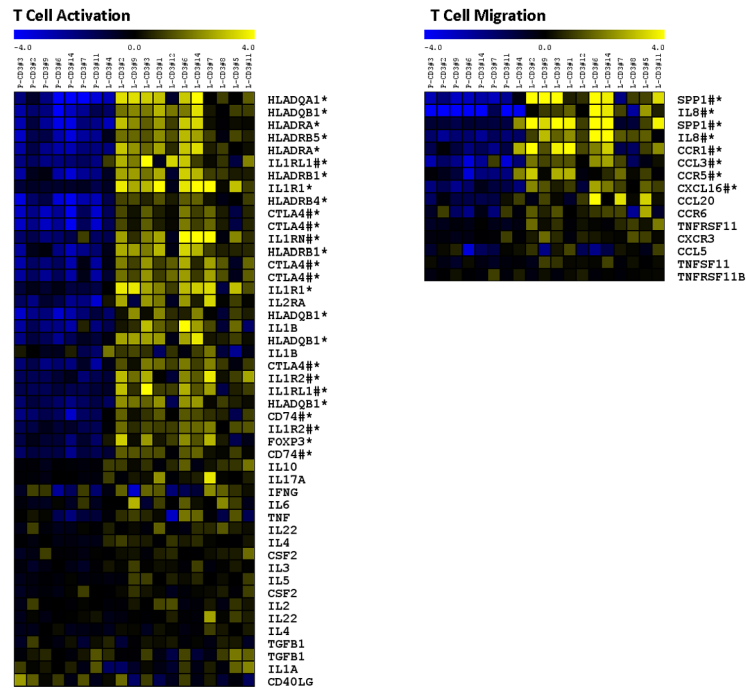 T Cell Activation
-4.0 0.0 4.0
HLADQA1*
HLADQB1*
HLADRA*
HLADRB5*
HLADRA*
IL1RL1#*
HLADRB1*
IL1R1*
HLADRB4*
CTLA4#*
CTLA4#*
IL1RN#*
HLADRB1*
CTLA4#*
CTLA4#*
IL1R1*
IL2RA
HLADQB1*
IL1B
HLADQB1*
IL1B
CTLA4#*
IL1R2#*
IL1RL1#*
HLADQB1*
CD74#*
IL1R2#*
FOXP3*
CD74#*
IL10
IL17A
IFNG
IL6
TNF
IL22
IL4
CSF2
IL3
IL5
CSF2
IL2
IL22
IL4
TGFB1
TGFB1
IL1A
CD40LG
T Cell Migration
-4.0 0.0 4.0
SPP1#*
IL8#*
SPP1#*
IL8#*
CCR1#*
CCL3#*
CCR5#*
CXCL16#*
CCL20
CCR6
TNFRSF11
CXCR3
CCL5
TNFSF11
TNFRSF11B